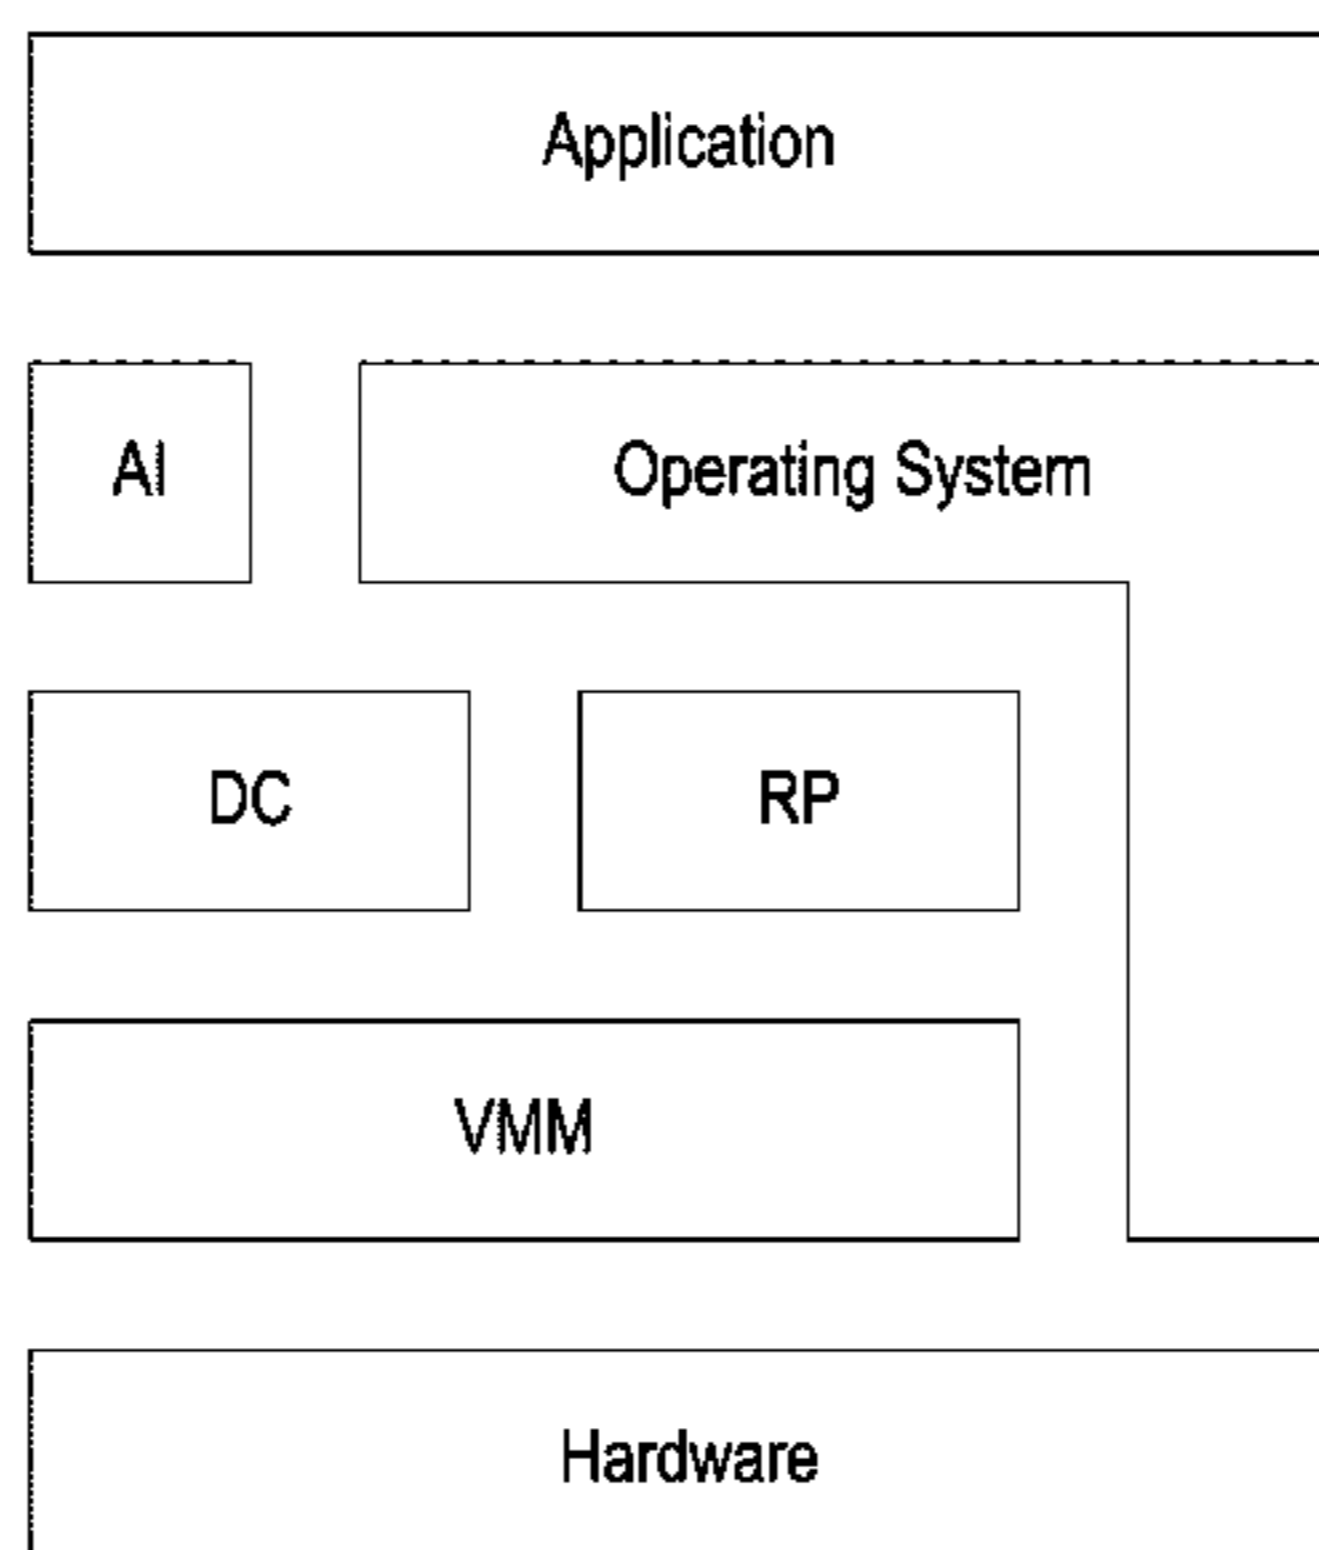 Application
AI
Operating System
DC
RP
VMM
Hardware